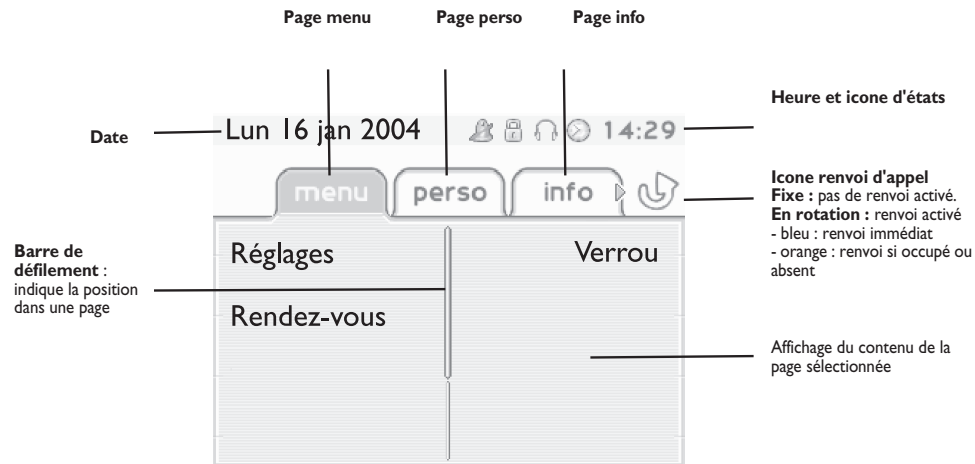 Page menu
Page perso
Page info
Heure et icone d'états
Date
Lun 16 jan 2004
14:29
menu
perso
info
Icone renvoi d'appel
Fixe : pas de renvoi activé.
En rotation : renvoi activé
- bleu : renvoi immédiat
- orange : renvoi si occupé ou
absent
Barre de
défilement :
indique la position
dans une page
Réglages
Verrou
Rendez-vous
Affichage du contenu de la
page sélectionnée